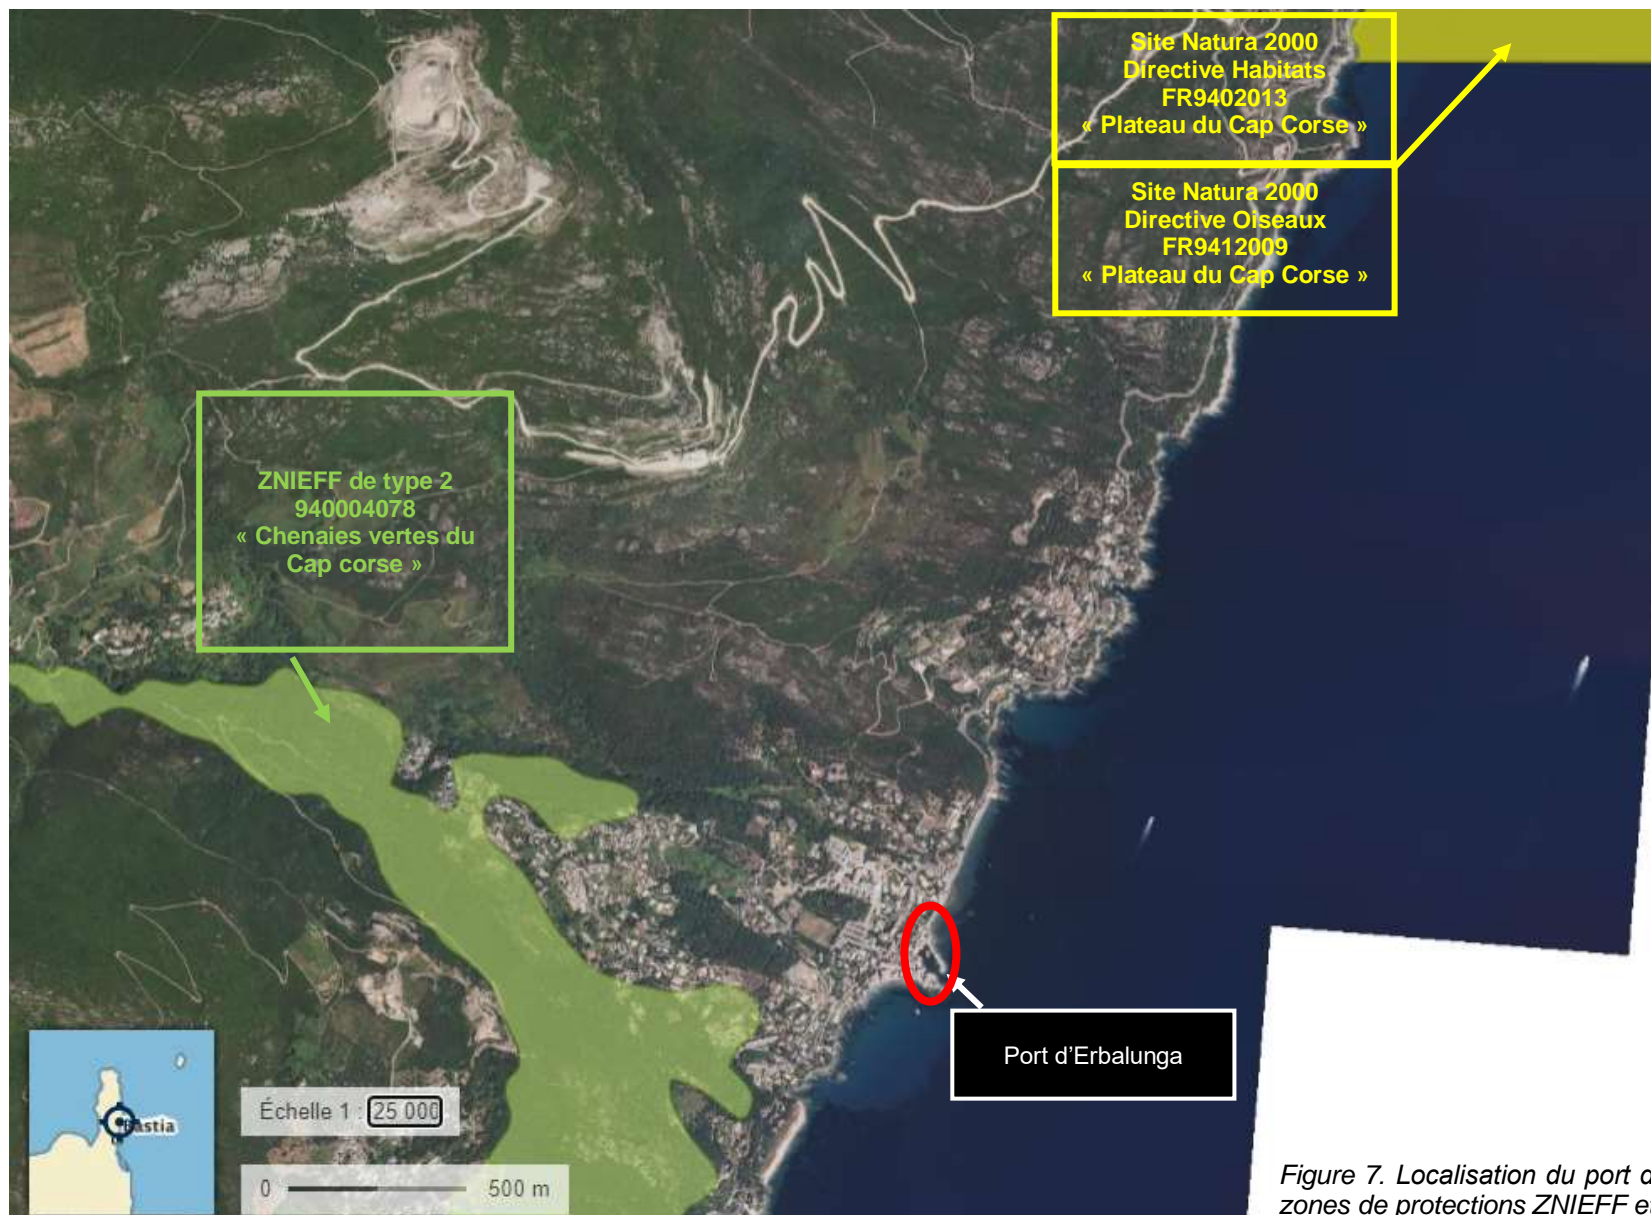 Site Natura 2000
Directive Habitats
FR9402013
« Plateau du Cap Corse »
Site Natura 2000
Directive Oiseaux
FR9412009
« Plateau du Cap Corse »
ZNIEFF de type 2
940004078
« Chenaies vertes du
Cap corse »
Port d'Erbalunga
Bastia
Échelle 1 : 25 000
0 500 m
Figure 7. Localisation du port d
zones de protections ZNIEFF e